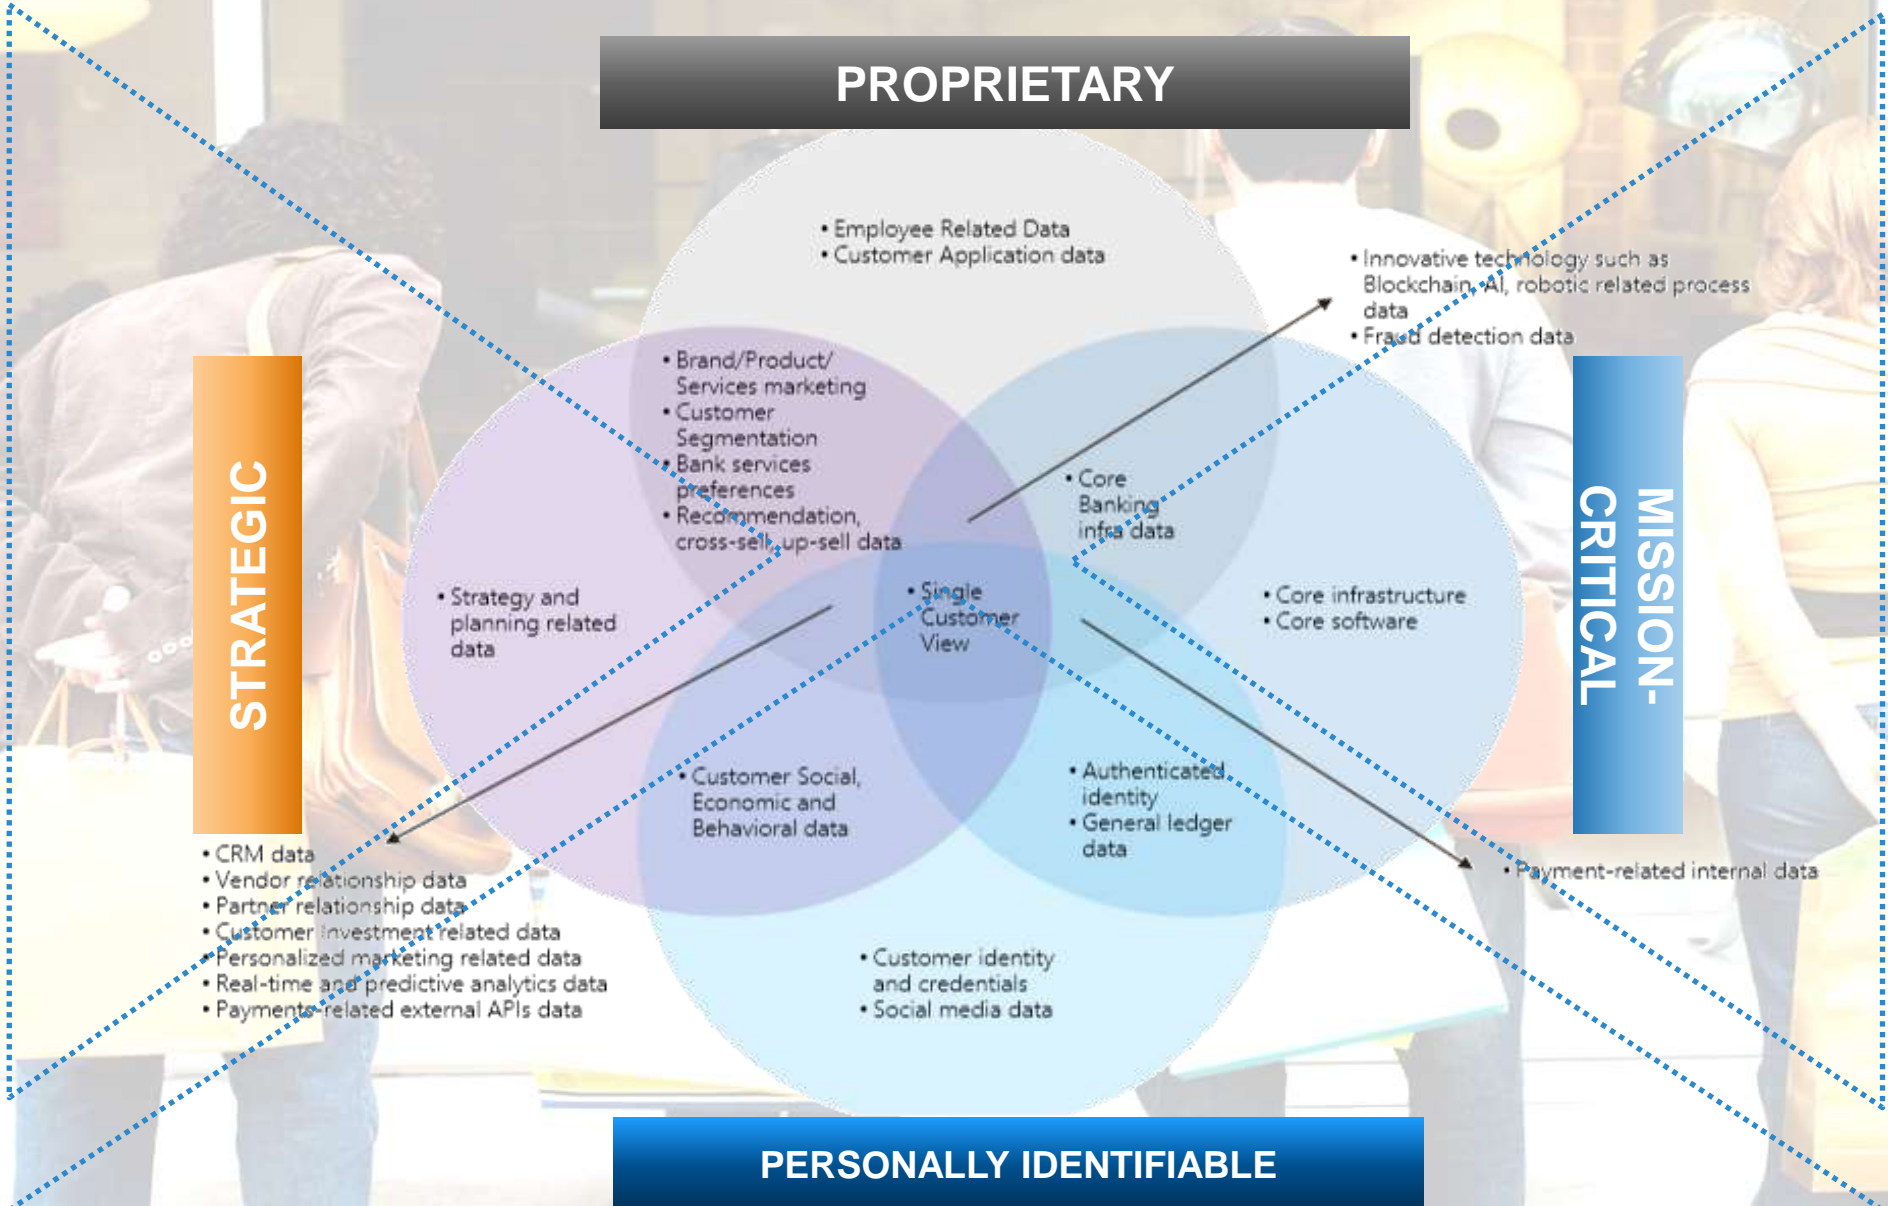 PROPRIETARY
• Employee Related Data
• Customer Application data
• Innovative technology such as
Blockchain, AI, robotic related process
data
• Fraud detection data
• Brand/Product/
Services marketing
• Customer
Segmentation
• Bank services
preferences
• Recommendation,
cross-sell, up-sell data
• Core
Banking
infra data
STRATEGIC
MISSION-
CRITICAL
• Strategy and
planning related
data
• Single
Customer
View
• Core infrastructure
• Core software
• Customer Social,
Economic and
Behavioral data
• Authenticated
identity
• General ledger
data
• CRM data
• Vendor relationship data
• Partner relationship data
• Customer Investment related data
• Personalized marketing related data
• Real-time and predictive analytics data
• Payments-related external APIs data
• Payment-related internal data
• Customer identity
and credentials
• Social media data
PERSONALLY IDENTIFIABLE